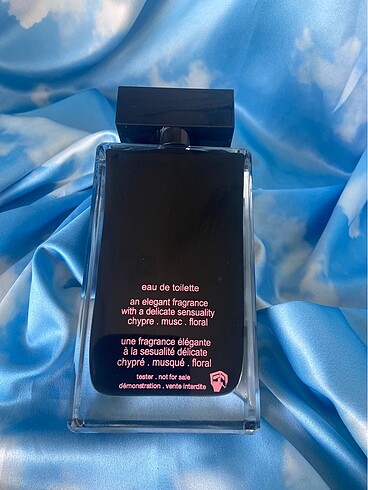 eau de toilette
an elegant fragrance
with a delicate sensuality
chypre . musc . floral
une fragrance élégante
à la sesualité délicate
chypré . musqué . floral
tester . not for sale
démonstration . vente interdite